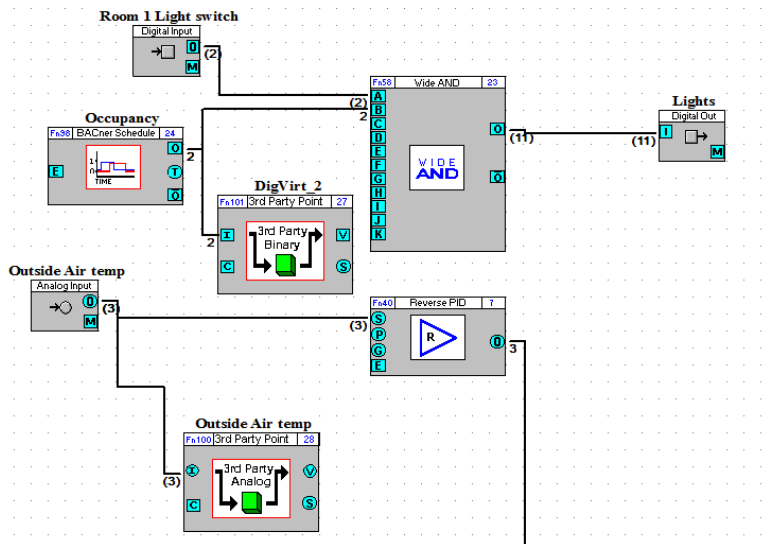 Room 1 Light switch
Digital Input
O
M
(2)
Fn58 Wide AND 23
(2)
A
2
B
C
D
E
F
G
H
I
J
K
WIDE
AND
O
(11)
O
Lights
Digital Out
(11)
I
M
Occupancy
Fn98 BACner Schedule 24
E
1
0
TIME
O
2
T
O
DigVirt_2
Fn101 3rd Party Point 27
2
I
C
3rd Party
Binary
V
S
Outside Air temp
Analog Input
O
(3)
M
Fn40 Reverse PID 7
(3)
S
P
G
E
R
O
3
Outside Air temp
Fn100 3rd Party Point 28
(3)
I
C
3rd Party
Analog
V
S